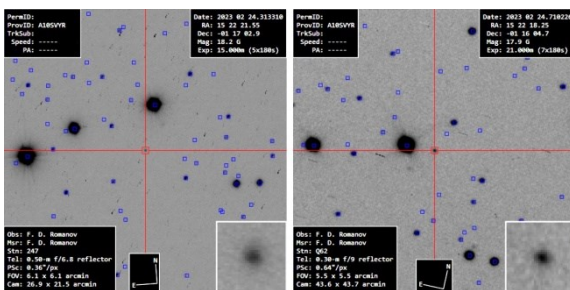 PermID:
ProvID: A10SVYR
TrkSub:
Speed: -----
PA: -----
Date: 2023 02 24.313310
RA: 15 22 21.55
Dec: -01 17 02.9
Mag: 18.2 G
Exp: 15.000m (5x180s)
Obs: F. D. Romanov
Msr: F. D. Romanov
Stn: 247
Tel: 0.50-m f/6.8 reflector
PSc: 0.36"/px
FOV: 6.1 x 6.1 arcmin
Cam: 26.9 x 21.5 arcmin
N
E
PermID:
ProvID: A10SVYR
TrkSub:
Speed: -----
PA: -----
Date: 2023 02 24.710226
RA: 15 22 18.25
Dec: -01 16 04.7
Mag: 17.9 G
Exp: 21.000m (7x180s)
Obs: F. D. Romanov
Msr: F. D. Romanov
Stn: Q62
Tel: 0.30-m f/9 reflector
PSc: 0.64"/px
FOV: 5.5 x 5.5 arcmin
Cam: 43.6 x 43.7 arcmin
N
E